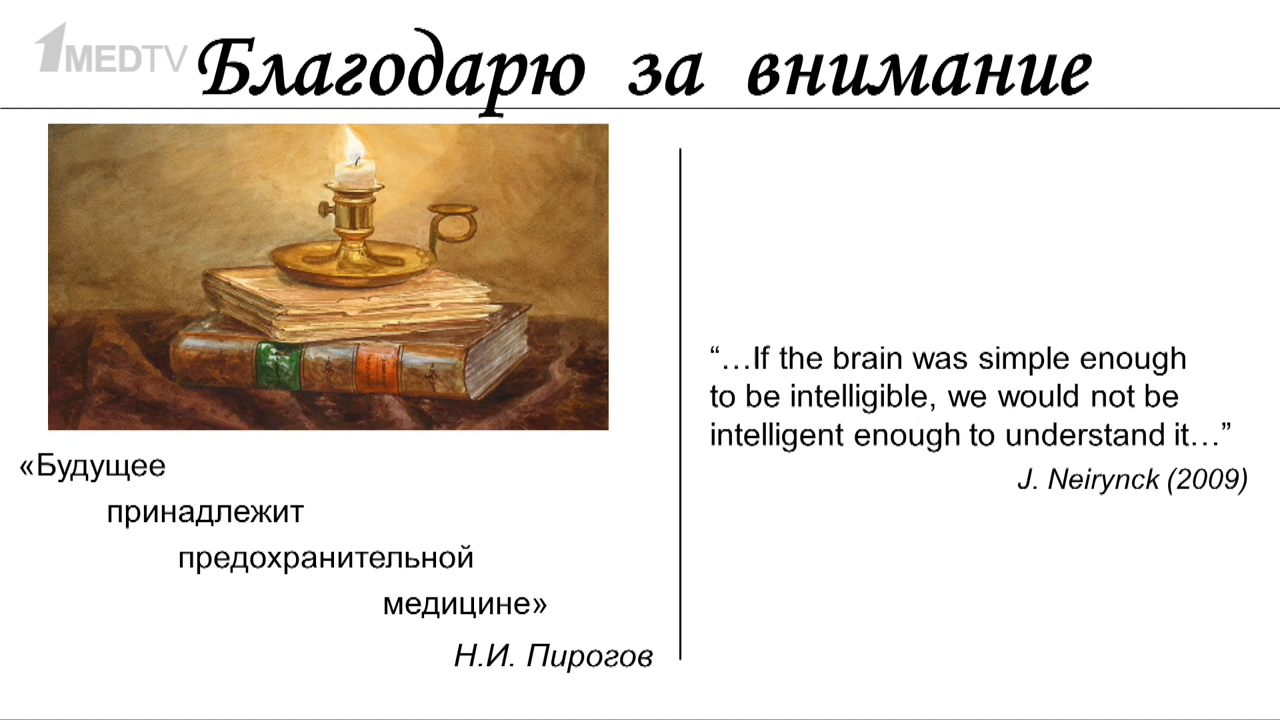 1MEDTV
Благодарю за внимание
«Будущее
принадлежит
предохранительной
медицине»
Н.И. Пирогов
“…If the brain was simple enough
to be intelligible, we would not be
intelligent enough to understand it…”
J. Neirynck (2009)